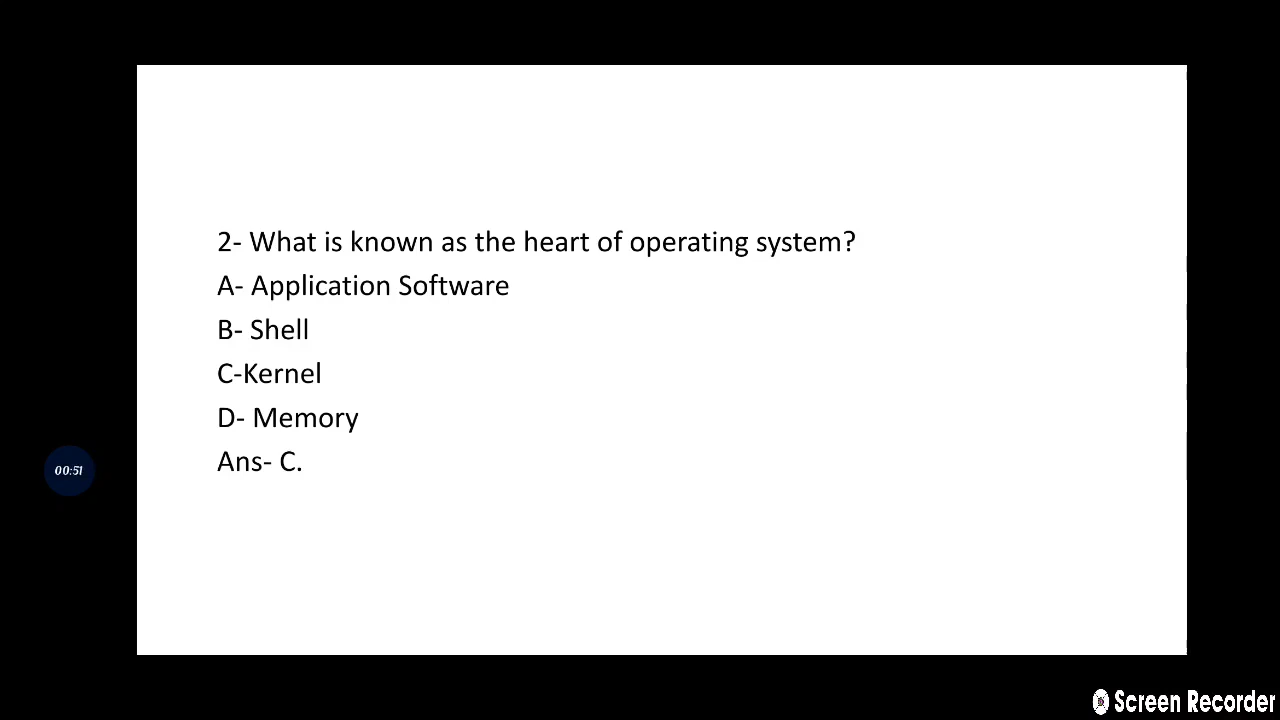 2- What is known as the heart of operating system?
A- Application Software
B- Shell
C-Kernel
D- Memory
Ans- C.
00:51
Screen Recorder